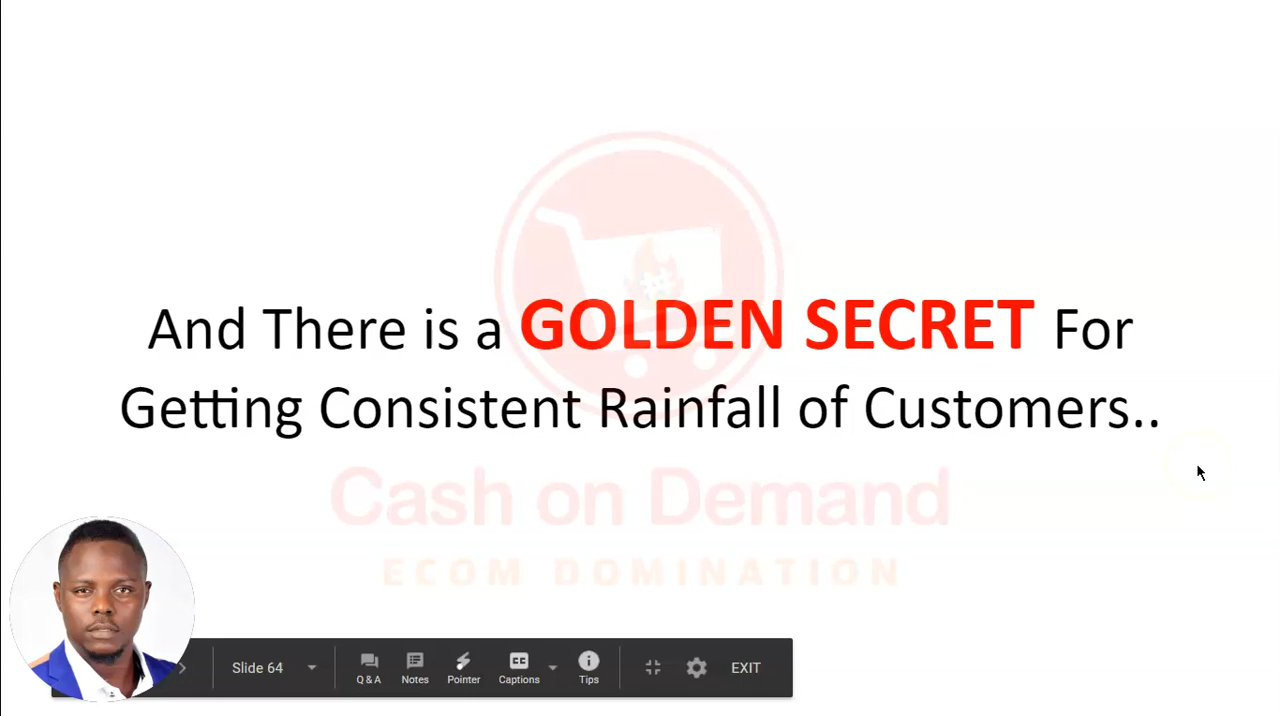 And There is a GOLDEN SECRET For
Getting Consistent Rainfall of Customers..
Cash on Demand
ECOM DOMINATION
Slide 64
Q & A
Notes
Pointer
CC
Captions
Tips
EXIT